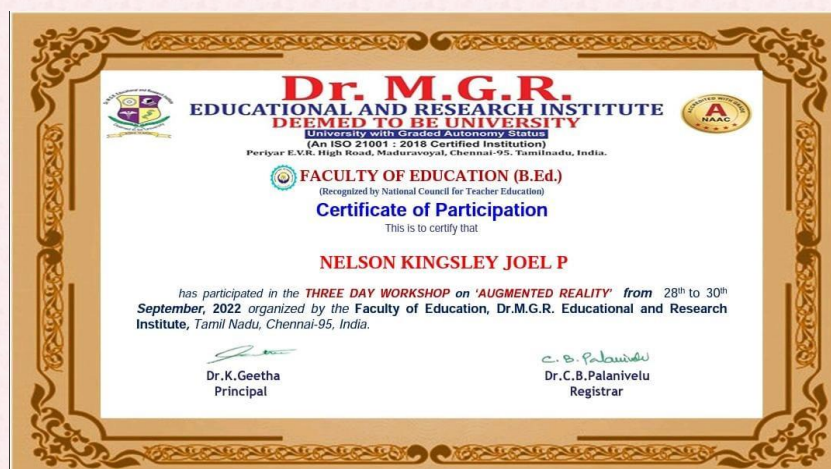 Dr. M.G.R.
EDUCATIONAL AND RESEARCH INSTITUTE
DEEMED TO BE UNIVERSITY
University with Graded Autonomy Status
(An ISO 21001 : 2018 Certified Institution)
Periyar E.V.R. High Road, Maduravoyal, Chennai-95. Tamilnadu, India.
ACCREDITED WITH GRADE
A
NAAC
FACULTY OF EDUCATION (B.Ed.)
(Recognized by National Council for Teacher Education)
Certificate of Participation
This is to certify that
NELSON KINGSLEY JOEL P
has participated in the THREE DAY WORKSHOP on ‘AUGMENTED REALITY’ from 28th to 30th
September, 2022 organized by the Faculty of Education, Dr.M.G.R. Educational and Research
Institute, Tamil Nadu, Chennai-95, India.
C. B. Palanivelu
Dr.K.Geetha
Dr.C.B.Palanivelu
Principal
Registrar